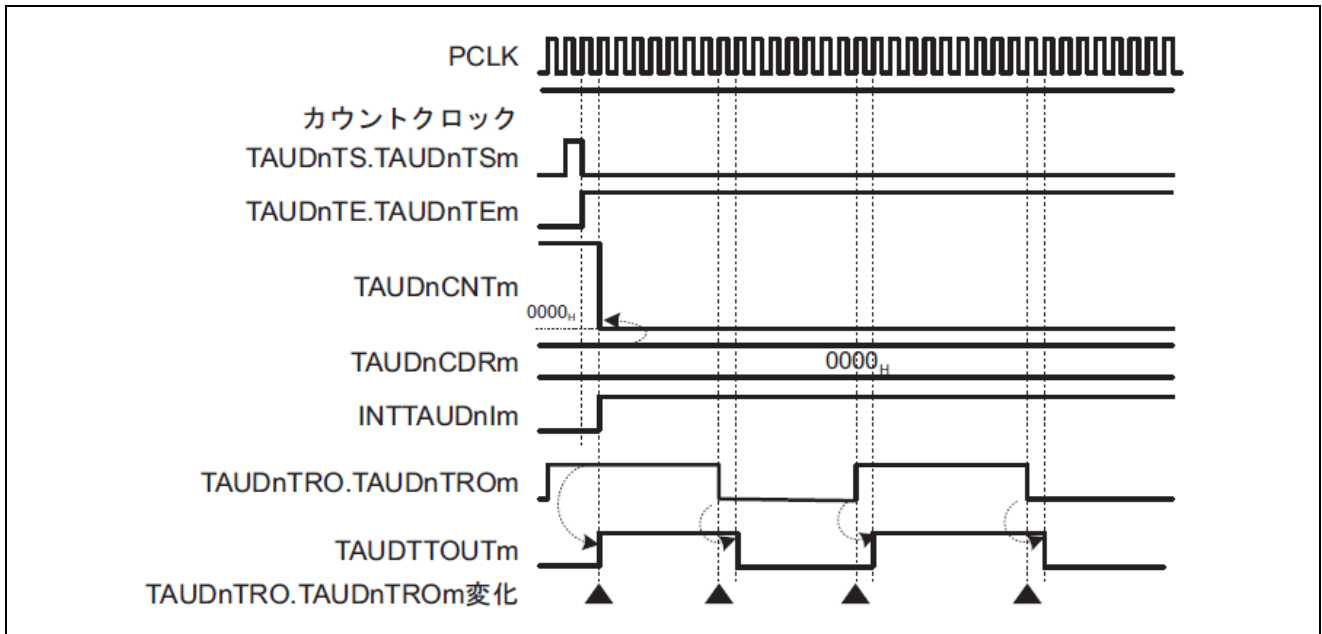 PCLK
カウントクロック
TAUDnTS.TAUDnTSm
TAUDnTE.TAUDnTEm
TAUDnCNTm
0000H
TAUDnCDRm
0000H
INTTAUDnIm
TAUDnTRO.TAUDnTROm
TAUDTTOUTm
TAUDnTRO.TAUDnTROm変化